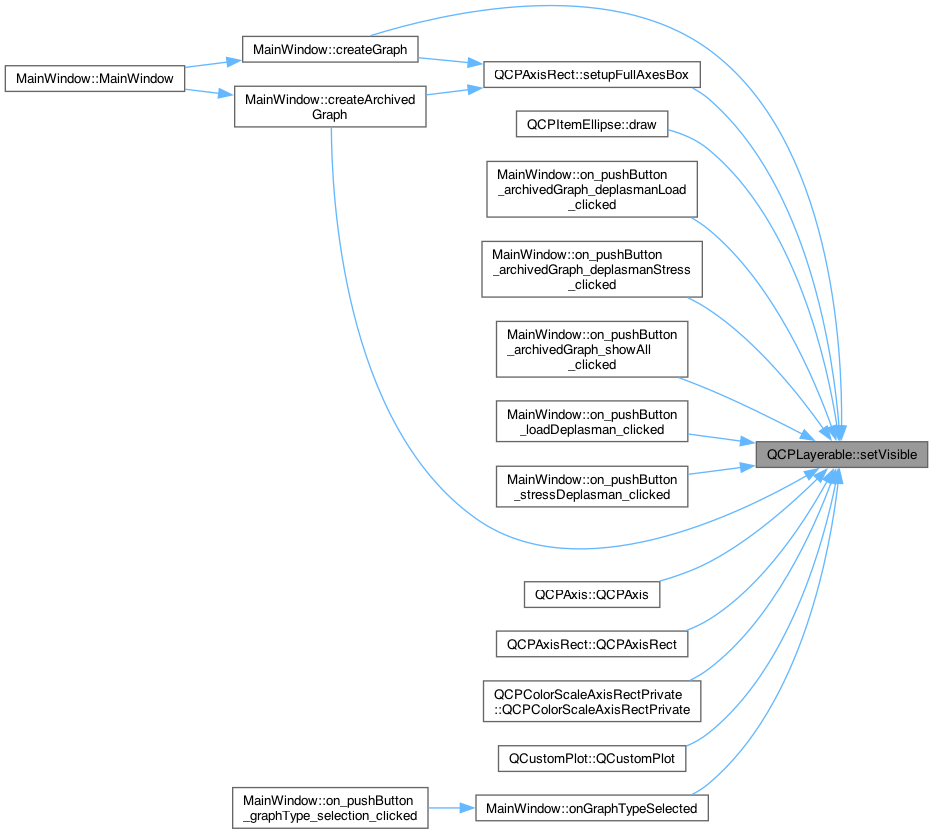 MainWindow::createGraph
MainWindow::MainWindow
QCPAxisRect::setupFullAxesBox
MainWindow::createArchived
Graph
QCPItemEllipse::draw
MainWindow::on_pushButton
_archivedGraph_deplasmanLoad
_clicked
MainWindow::on_pushButton
_archivedGraph_deplasmanStress
_clicked
MainWindow::on_pushButton
_archivedGraph_showAll
_clicked
MainWindow::on_pushButton
_loadDeplasman_clicked
QCPLayerable::setVisible
MainWindow::on_pushButton
_stressDeplasman_clicked
QCPAxis::QCPAxis
QCPAxisRect::QCPAxisRect
QCPColorScaleAxisRectPrivate
::QCPColorScaleAxisRectPrivate
QCustomPlot::QCustomPlot
MainWindow::on_pushButton
_graphType_selection_clicked
MainWindow::onGraphTypeSelected